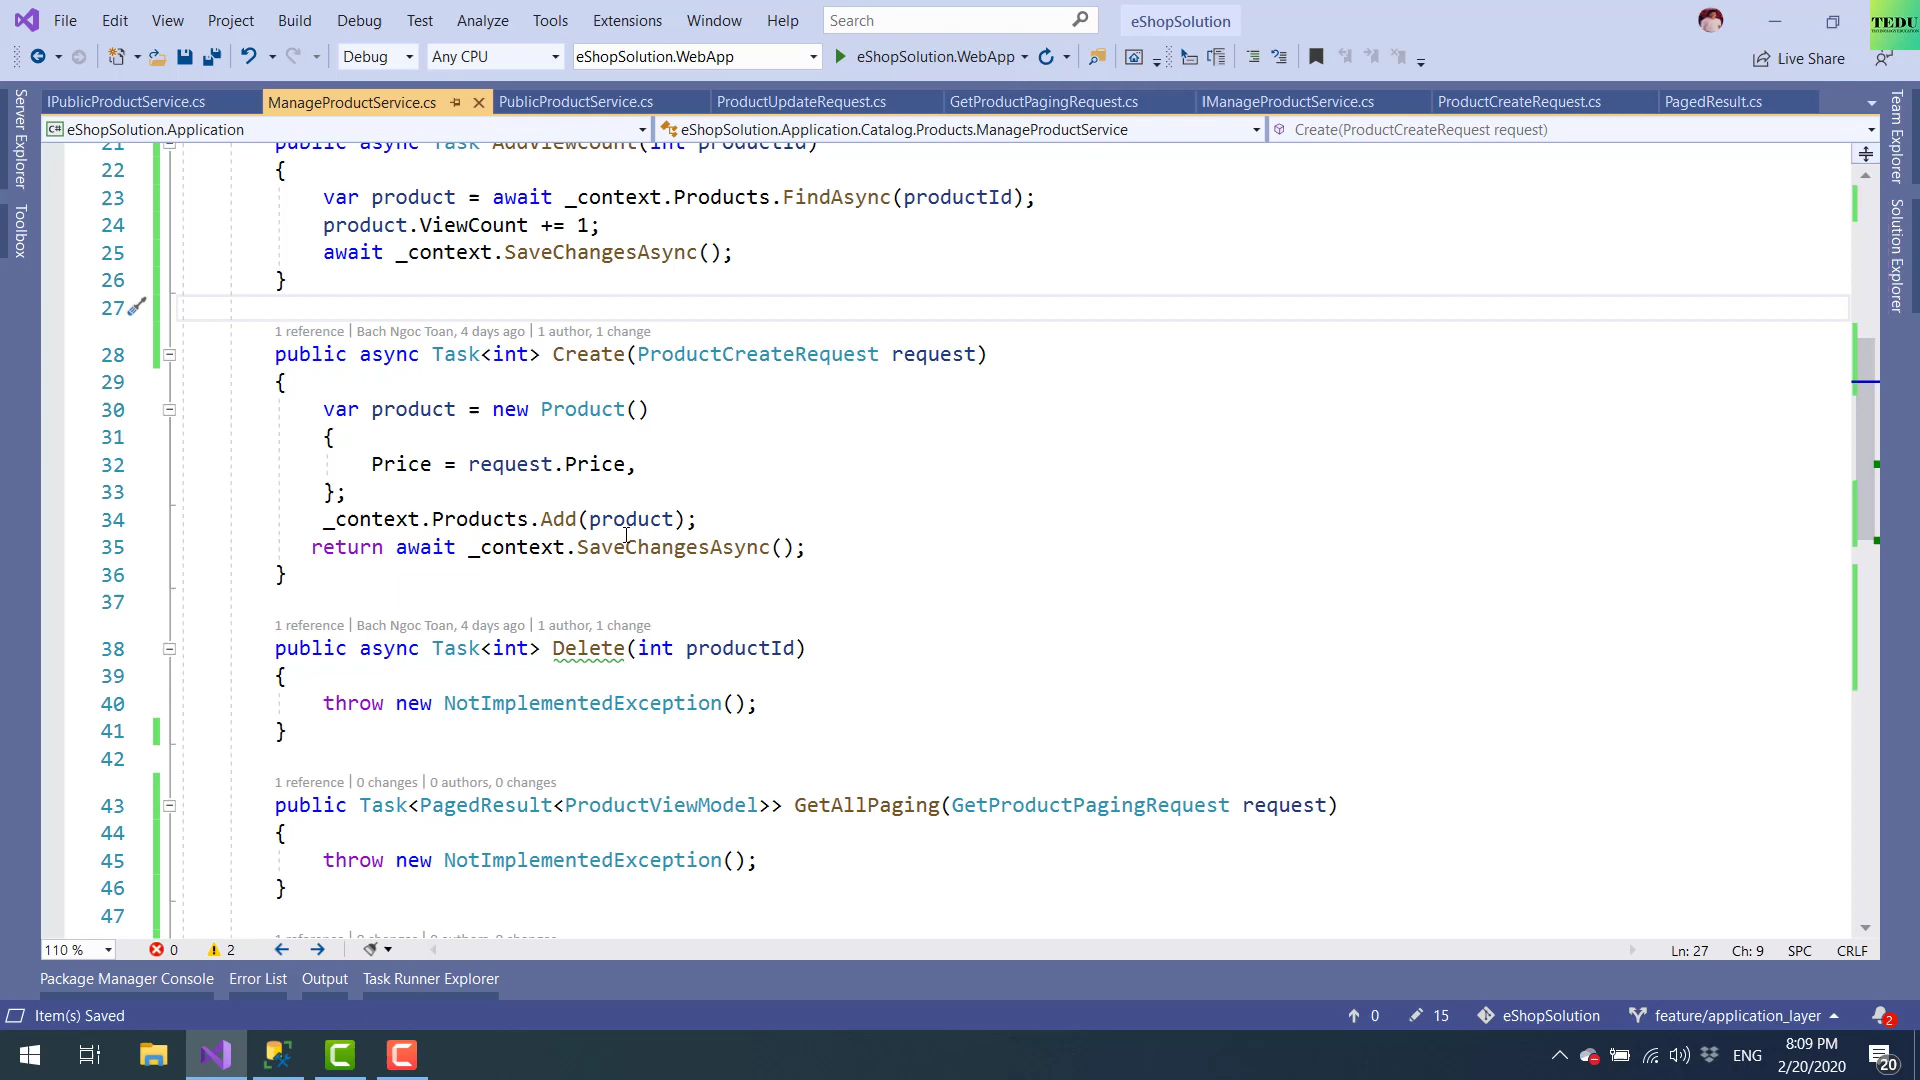 File Edit View Project Build Debug Test Analyze Tools Extensions Window Help Search eShopSolution
TEDU
Debug Any CPU eShopSolution.WebApp eShopSolution.WebApp Live Share
IPublicProductService.cs ManageProductService.cs PublicProductService.cs ProductUpdateRequest.cs GetProductPagingRequest.cs IManageProductService.cs ProductCreateRequest.cs PagedResult.cs
C# eShopSolution.Application eShopSolution.Application.Catalog.Products.ManageProductService Create(ProductCreateRequest request)
Server Explorer
Toolbox
Team Explorer
Solution Explorer
21 public async Task AddViewCount(int productId)
22 {
23 var product = await _context.Products.FindAsync(productId);
24 product.ViewCount += 1;
25 await _context.SaveChangesAsync();
26 }
27
1 reference | Bach Ngoc Toan, 4 days ago | 1 author, 1 change
28 public async Task<int> Create(ProductCreateRequest request)
29 {
30 var product = new Product()
31 {
32 Price = request.Price,
33 };
34 _context.Products.Add(product);
35 return await _context.SaveChangesAsync();
36 }
37
1 reference | Bach Ngoc Toan, 4 days ago | 1 author, 1 change
38 public async Task<int> Delete(int productId)
39 {
40 throw new NotImplementedException();
41 }
42
1 reference | 0 changes | 0 authors, 0 changes
43 public Task<PagedResult<ProductViewModel>> GetAllPaging(GetProductPagingRequest request)
44 {
45 throw new NotImplementedException();
46 }
47
110 % 0 2 Ln: 27 Ch: 9 SPC CRLF
Package Manager Console Error List Output Task Runner Explorer
Item(s) Saved 0 15 eShopSolution feature/application_layer 2
ENG 8:09 PM
2/20/2020 20